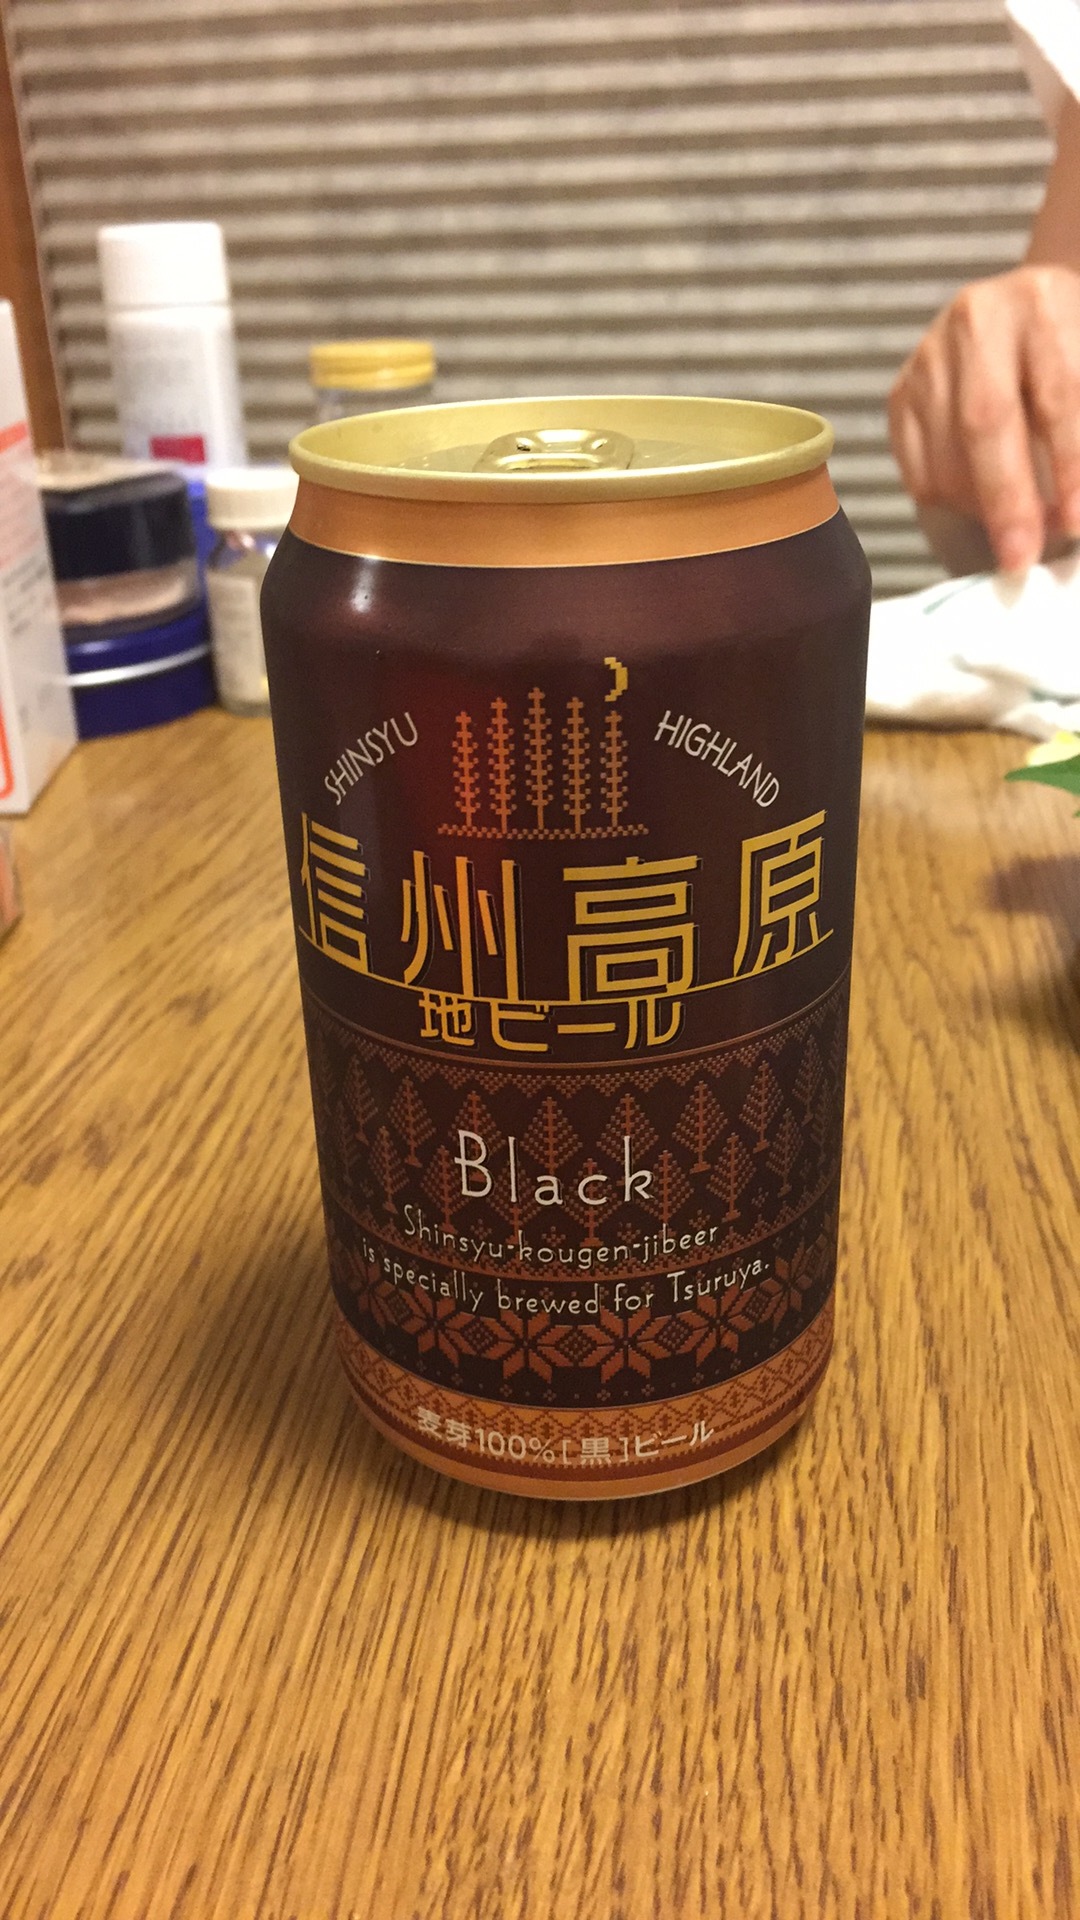 SHINSYU HIGHLAND
信州高原
地ビール
Black
Shinsyu-kougen-jibeer
is specially brewed for Tsuruya.
麦芽100%[黒]ビール